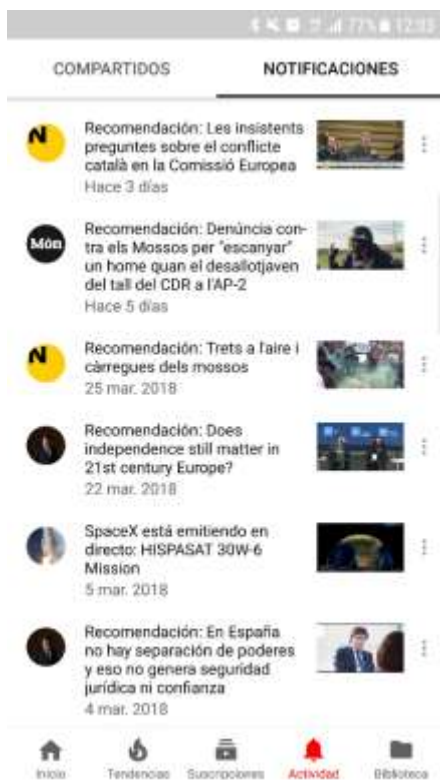 77% 12:03
COMPARTIDOS
NOTIFICACIONES
Recomendación: Les insistents
preguntes sobre el conflicte
català en la Comissió Europea
Hace 3 días
Món
Recomendación: Denúncia con-
tra els Mossos per "escanyar"
un home quan el desallotjaven
del tall del CDR a l'AP-2
Hace 5 días
Recomendación: Trets a l'aire i
càrregues dels mossos
25 mar. 2018
Recomendación: Does
independence still matter in
21st century Europe?
22 mar. 2018
SpaceX está emitiendo en
directo: HISPASAT 30W-6
Mission
5 mar. 2018
Recomendación: En España
no hay separación de poderes
y eso no genera seguridad
jurídica ni confianza
4 mar. 2018
Inicio
Tendencias
Suscripciones
Actividad
Biblioteca